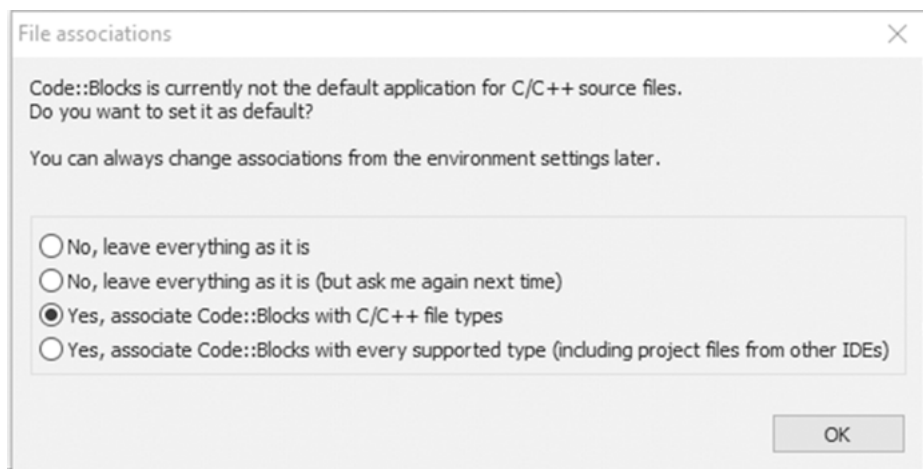 File associations
Code::Blocks is currently not the default application for C/C++ source files.
Do you want to set it as default?
You can always change associations from the environment settings later.
No, leave everything as it is
No, leave everything as it is (but ask me again next time)
Yes, associate Code::Blocks with C/C++ file types
Yes, associate Code::Blocks with every supported type (including project files from other IDEs)
OK